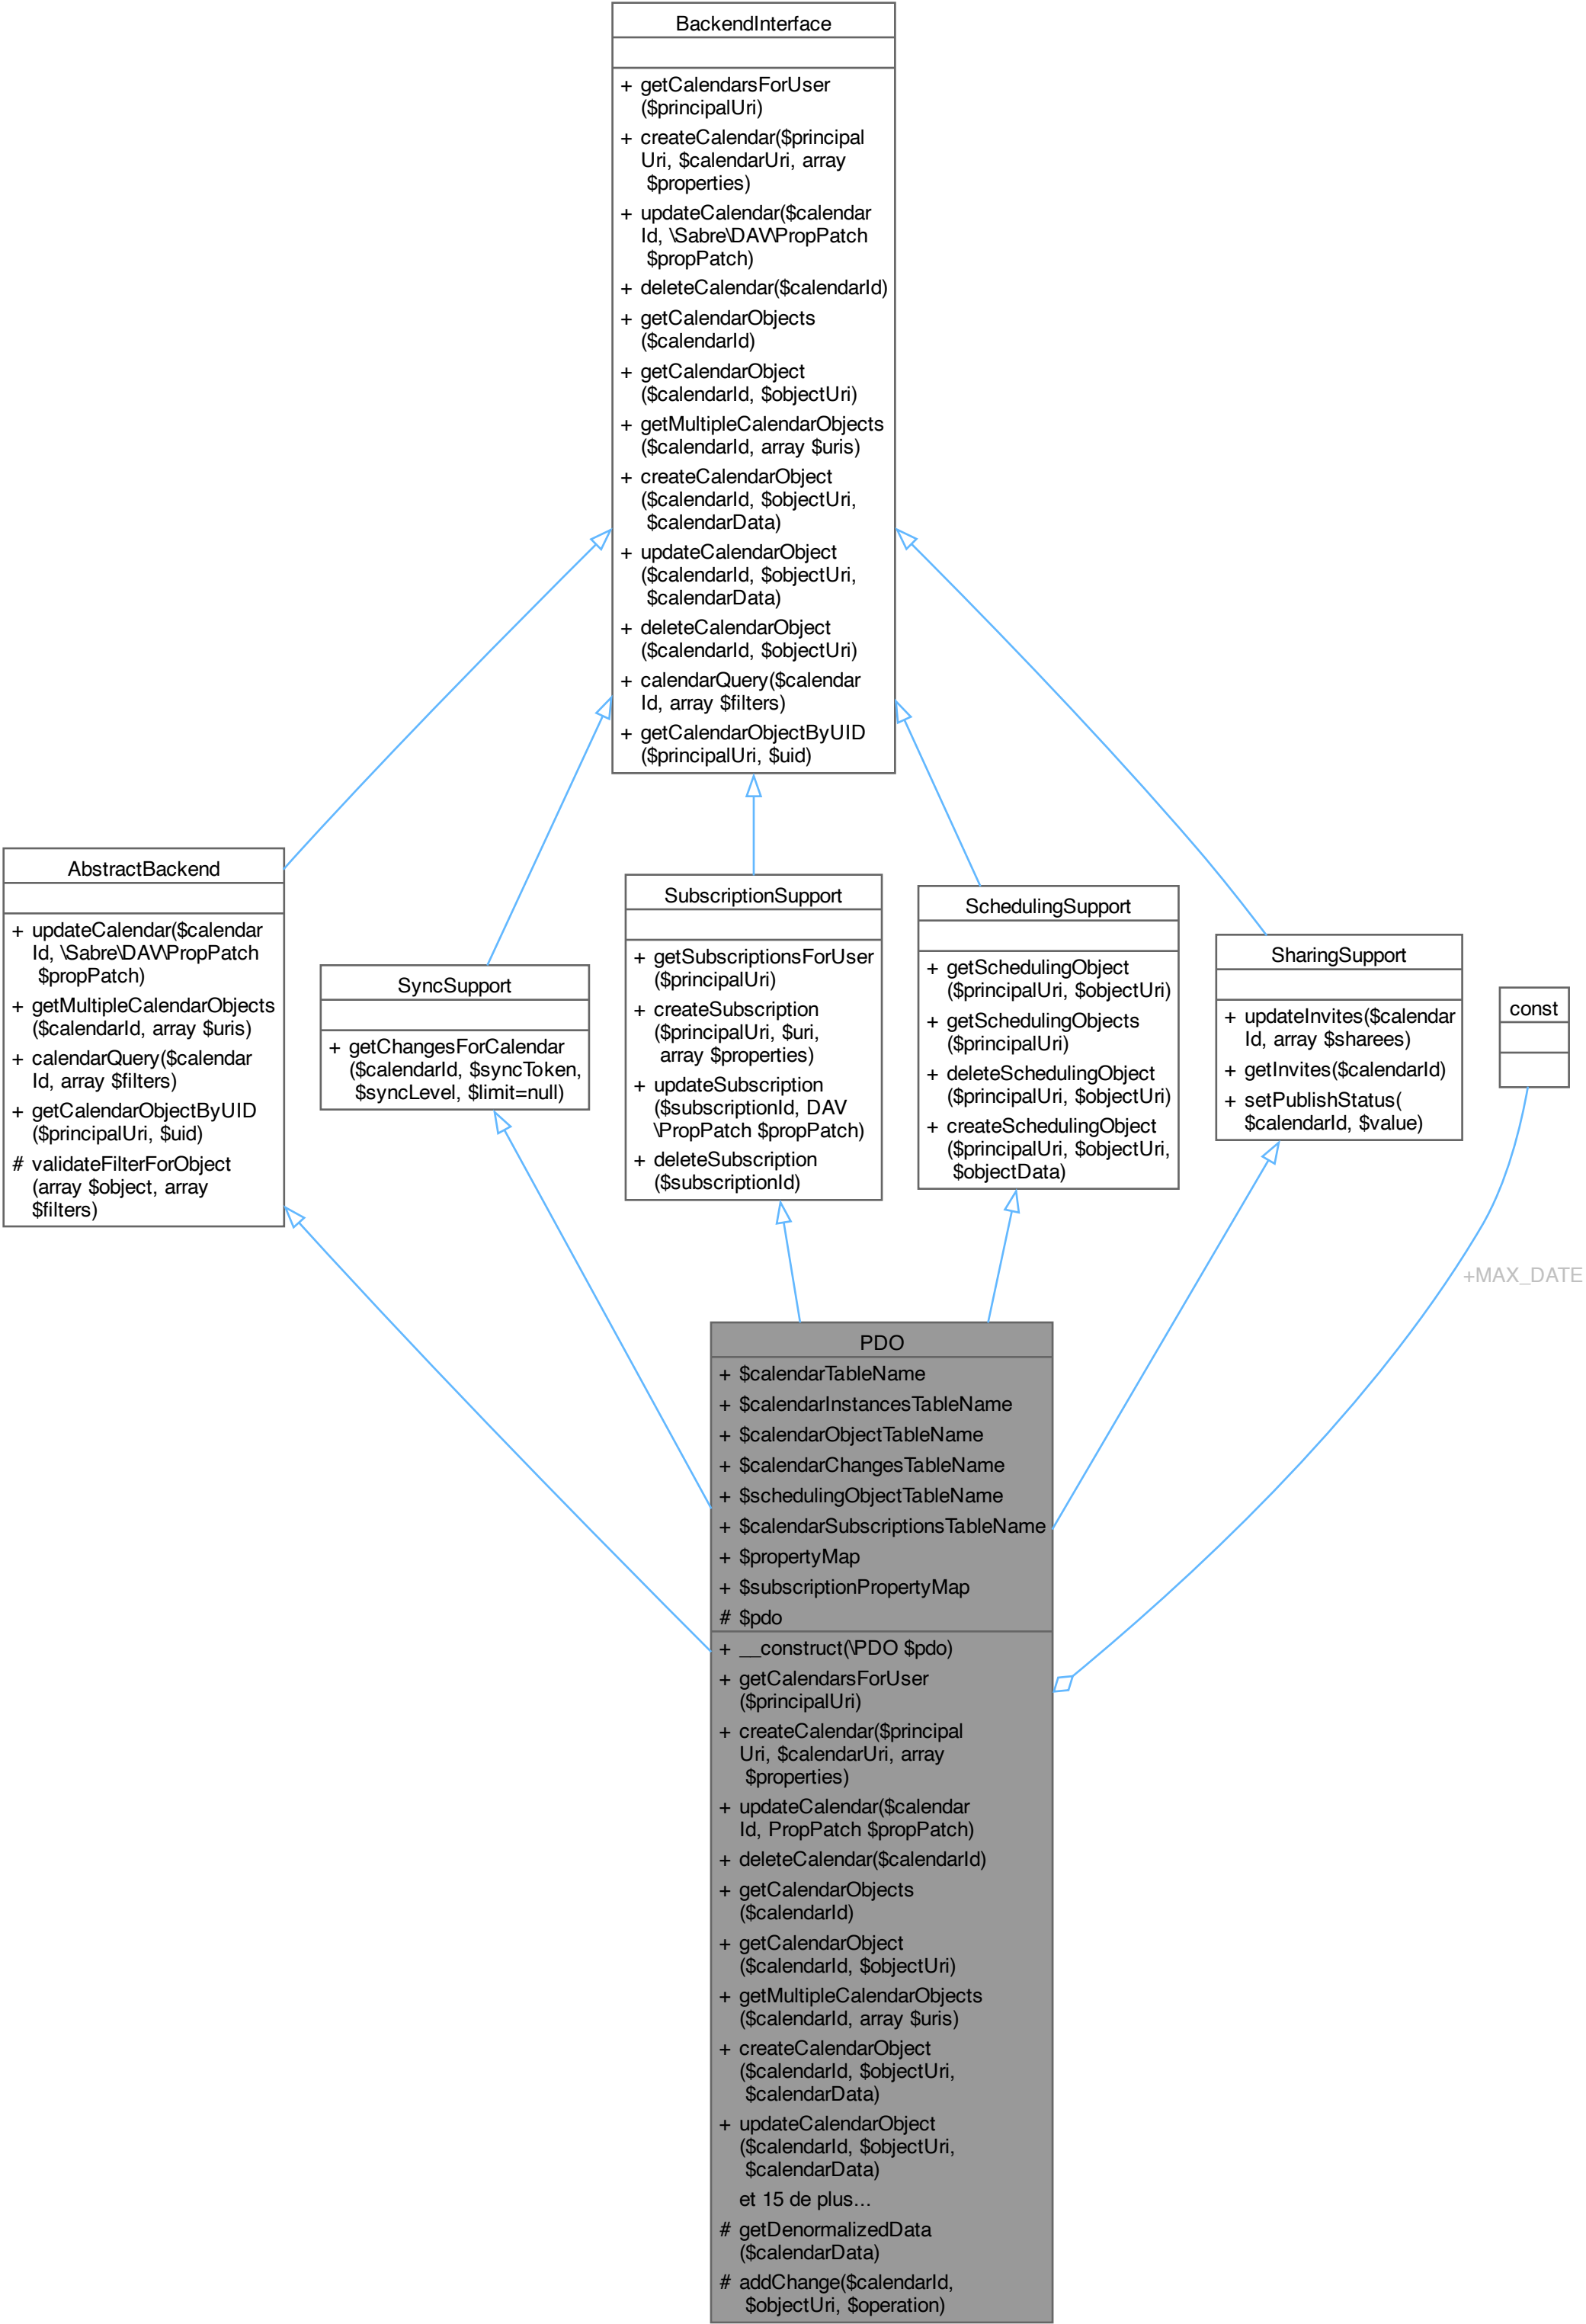 BackendInterface
+ getCalendarsForUser
($principalUri)
+ createCalendar($principal
Uri, $calendarUri, array
$properties)
+ updateCalendar($calendar
Id, \Sabre\DAV\PropPatch
$propPatch)
+ deleteCalendar($calendarId)
+ getCalendarObjects
($calendarId)
+ getCalendarObject
($calendarId, $objectUri)
+ getMultipleCalendarObjects
($calendarId, array $uris)
+ createCalendarObject
($calendarId, $objectUri,
$calendarData)
+ updateCalendarObject
($calendarId, $objectUri,
$calendarData)
+ deleteCalendarObject
($calendarId, $objectUri)
+ calendarQuery($calendar
Id, array $filters)
+ getCalendarObjectByUID
($principalUri, $uid)
AbstractBackend
+ updateCalendar($calendar
Id, \Sabre\DAV\PropPatch
$propPatch)
+ getMultipleCalendarObjects
($calendarId, array $uris)
+ calendarQuery($calendar
Id, array $filters)
+ getCalendarObjectByUID
($principalUri, $uid)
# validateFilterForObject
(array $object, array
$filters)
SyncSupport
+ getChangesForCalendar
($calendarId, $syncToken,
$syncLevel, $limit=null)
SubscriptionSupport
+ getSubscriptionsForUser
($principalUri)
+ createSubscription
($principalUri, $uri,
array $properties)
+ updateSubscription
($subscriptionId, DAV
\PropPatch $propPatch)
+ deleteSubscription
($subscriptionId)
SchedulingSupport
+ getSchedulingObject
($principalUri, $objectUri)
+ getSchedulingObjects
($principalUri)
+ deleteSchedulingObject
($principalUri, $objectUri)
+ createSchedulingObject
($principalUri, $objectUri,
$objectData)
SharingSupport
+ updateInvites($calendar
Id, array $sharees)
+ getInvites($calendarId)
+ setPublishStatus(
$calendarId, $value)
const
+MAX_DATE
PDO
+ $calendarTableName
+ $calendarInstancesTableName
+ $calendarObjectTableName
+ $calendarChangesTableName
+ $schedulingObjectTableName
+ $calendarSubscriptionsTableName
+ $propertyMap
+ $subscriptionPropertyMap
# $pdo
+ __construct(\PDO $pdo)
+ getCalendarsForUser
($principalUri)
+ createCalendar($principal
Uri, $calendarUri, array
$properties)
+ updateCalendar($calendar
Id, PropPatch $propPatch)
+ deleteCalendar($calendarId)
+ getCalendarObjects
($calendarId)
+ getCalendarObject
($calendarId, $objectUri)
+ getMultipleCalendarObjects
($calendarId, array $uris)
+ createCalendarObject
($calendarId, $objectUri,
$calendarData)
+ updateCalendarObject
($calendarId, $objectUri,
$calendarData)
et 15 de plus...
# getDenormalizedData
($calendarData)
# addChange($calendarId,
$objectUri, $operation)